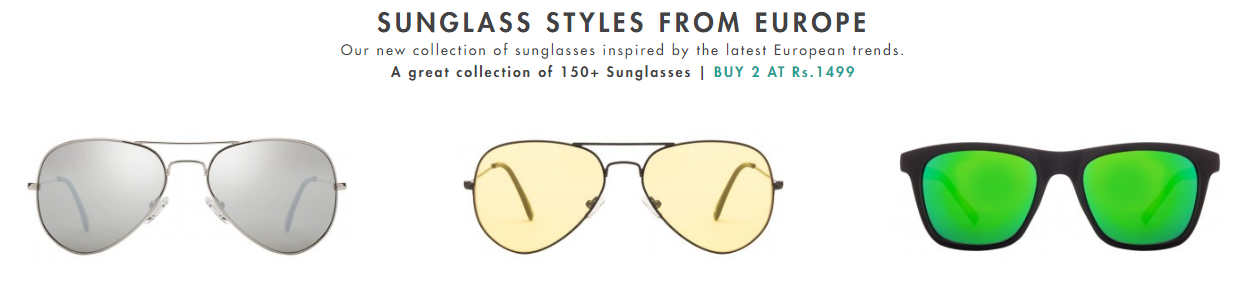 SUNGLASS STYLES FROM EUROPE
Our new collection of sunglasses inspired by the latest European trends.
A great collection of 150+ Sunglasses | BUY 2 AT Rs.1499